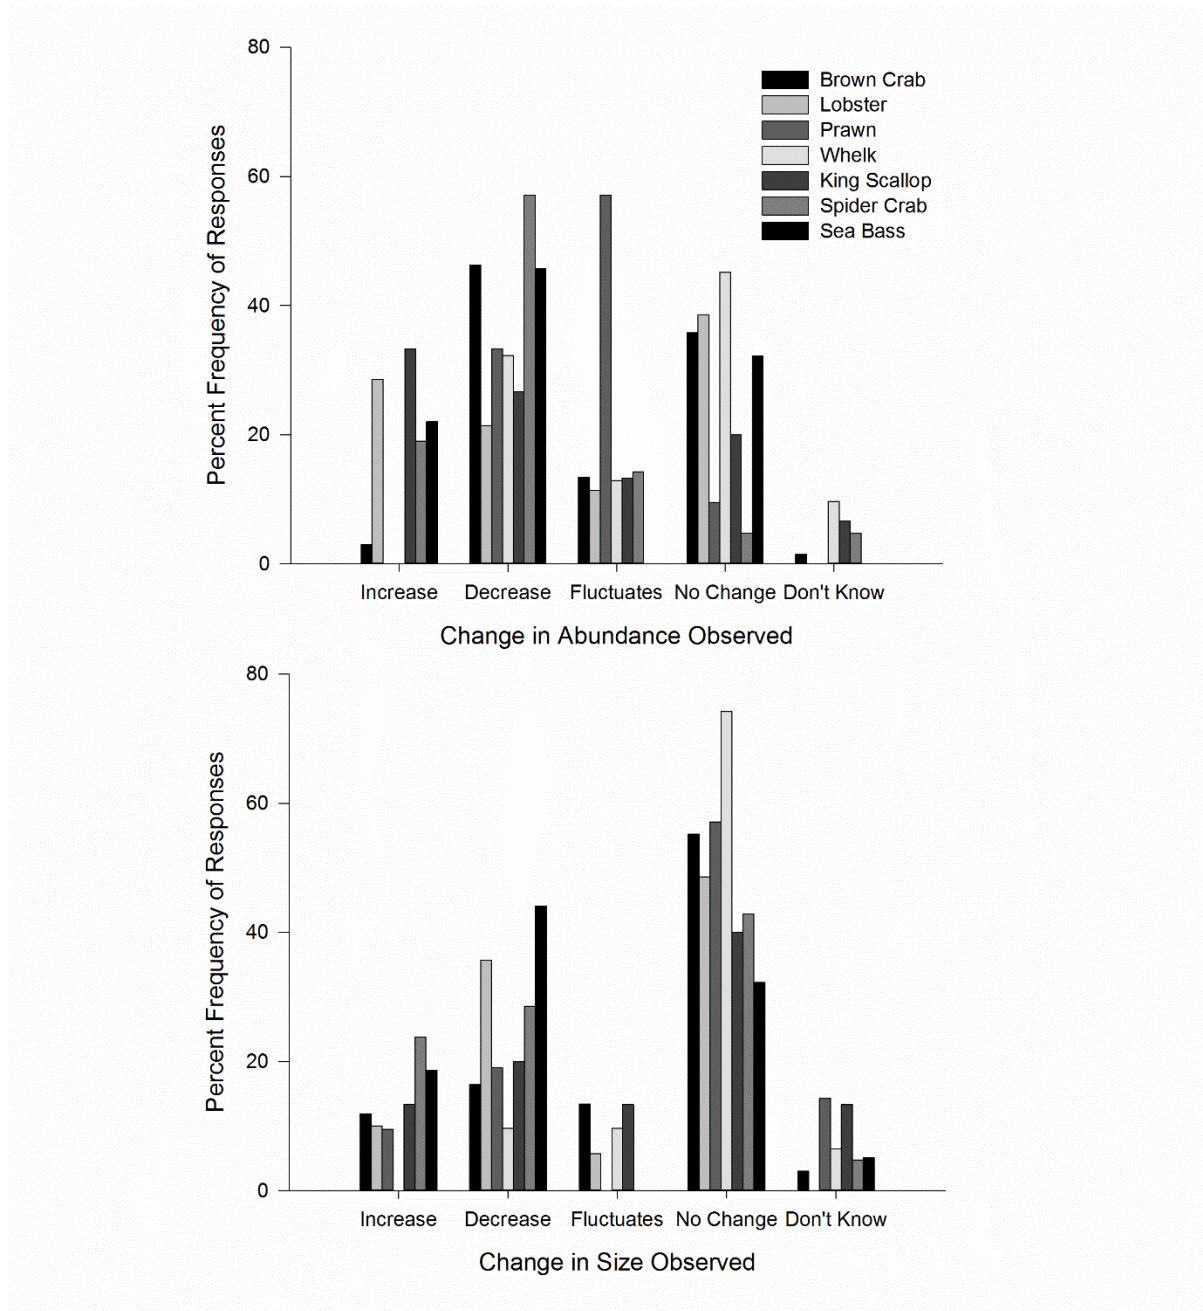 80
60
40
20
0
Percent Frequency of Responses
Brown Crab
Lobster
Prawn
Whelk
King Scallop
Spider Crab
Sea Bass
Increase Decrease Fluctuates No Change Don't Know
Change in Abundance Observed
80
60
40
20
0
Percent Frequency of Responses
Increase Decrease Fluctuates No Change Don't Know
Change in Size Observed